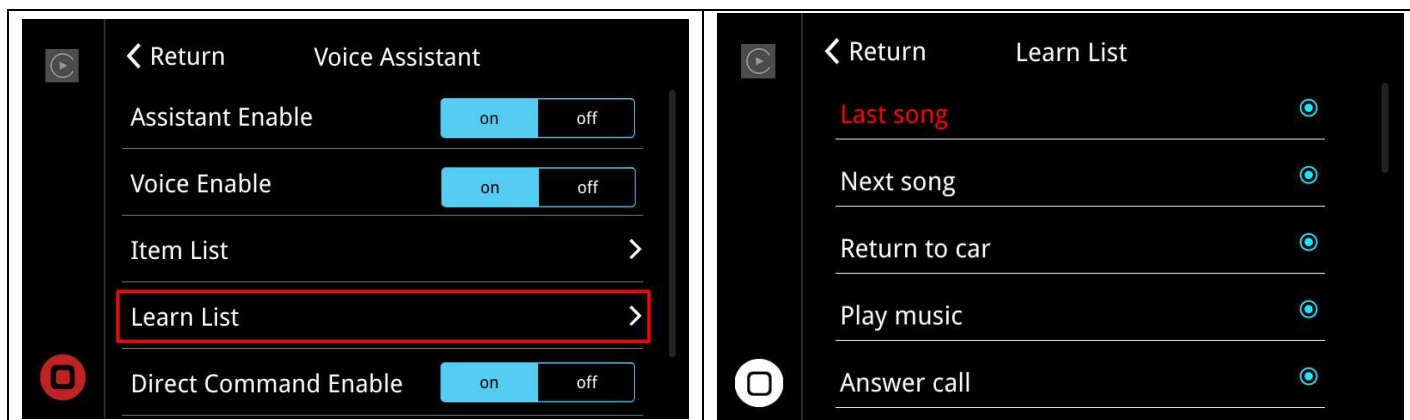 Return Voice Assistant
Assistant Enable on off
Voice Enable on off
Item List
Learn List
Direct Command Enable on off
Return Learn List
Last song
Next song
Return to car
Play music
Answer call